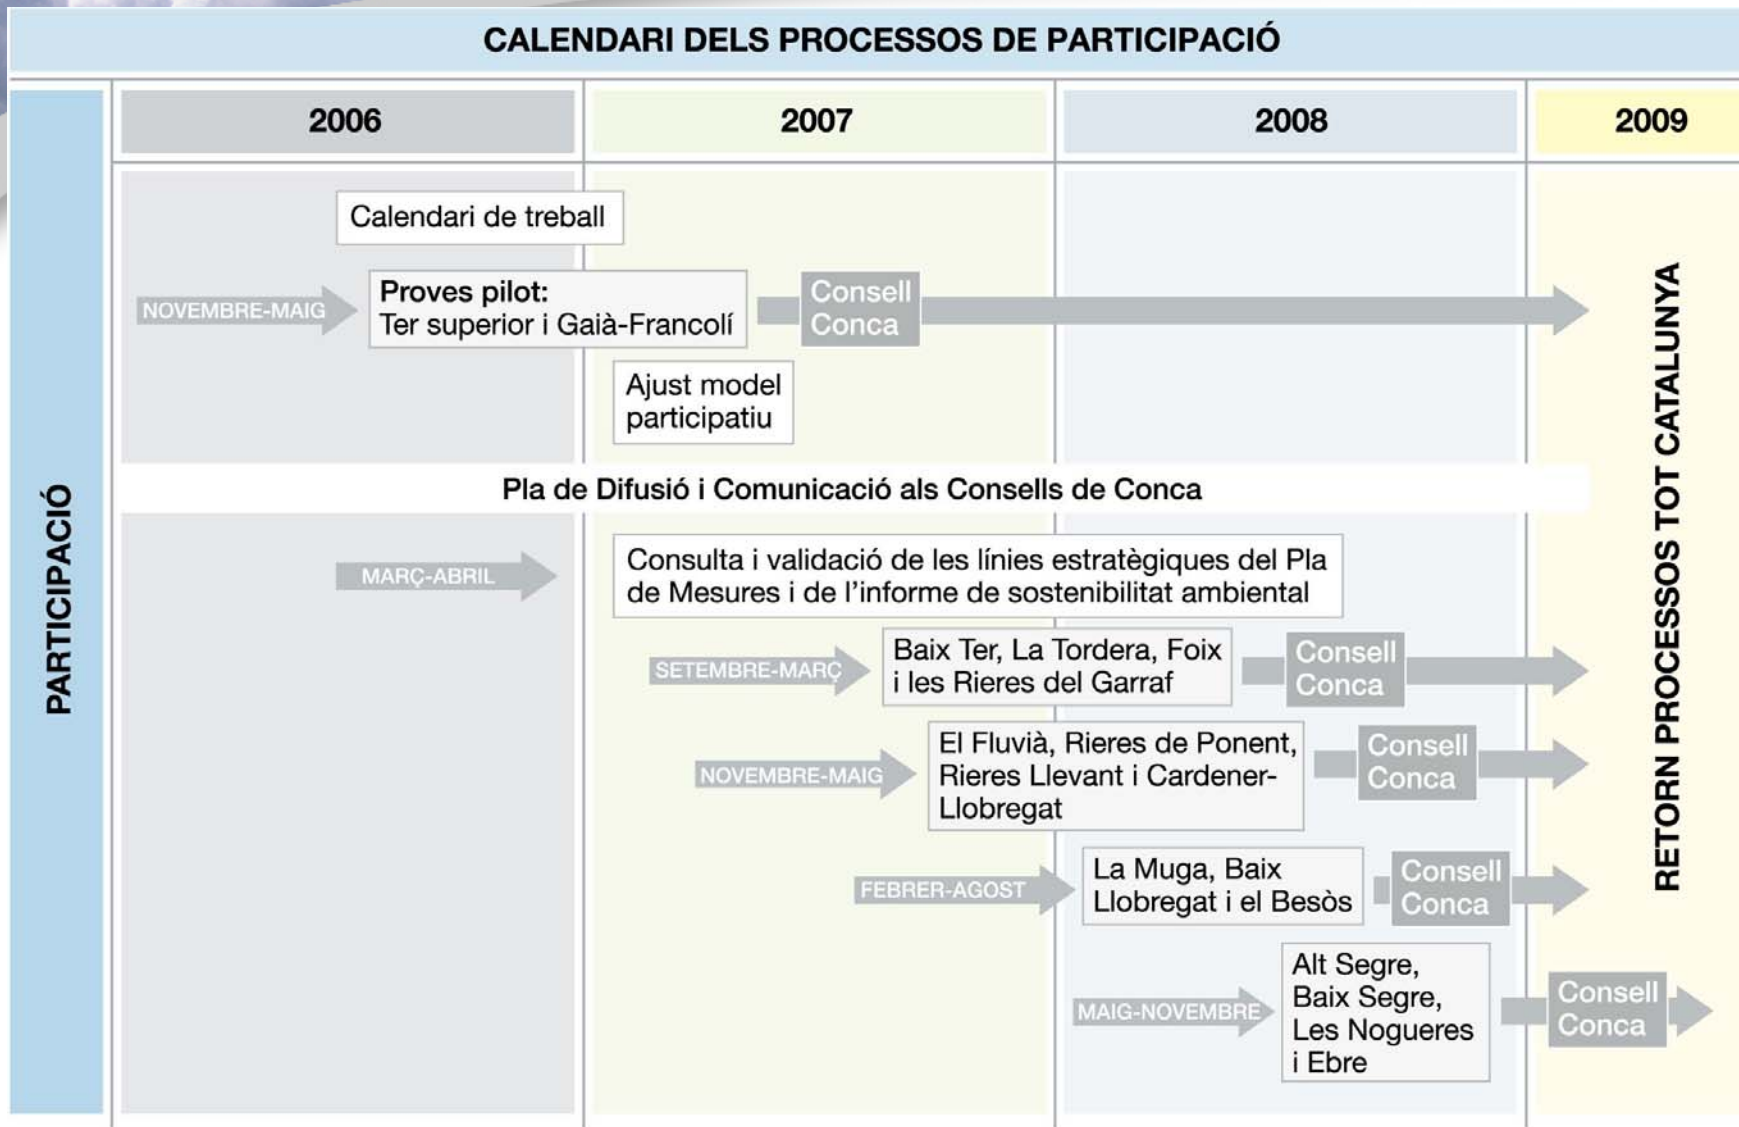 CALENDARI DELS PROCESSOS DE PARTICIPACIÓ
2006
2007
2008
2009
PARTICIPACIÓ
Calendari de treball
NOVEMBRE-MAIG
Proves pilot:
Ter superior i Gaià-Francolí
Consell
Conca
Ajust model
participatiu
Pla de Difusió i Comunicació als Consells de Conca
MARÇ-ABRIL
Consulta i validació de les línies estratègiques del Pla
de Mesures i de l'informe de sostenibilitat ambiental
SETEMBRE-MARÇ
Baix Ter, La Tordera, Foix
i les Rieres del Garraf
Consell
Conca
NOVEMBRE-MAIG
El Fluvià, Rieres de Ponent,
Rieres Llevant i Cardener-
Llobregat
Consell
Conca
FEBRER-AGOST
La Muga, Baix
Llobregat i el Besòs
Consell
Conca
MAIG-NOVEMBRE
Alt Segre,
Baix Segre,
Les Nogueres
i Ebre
Consell
Conca
RETORN PROCESSOS TOT CATALUNYA